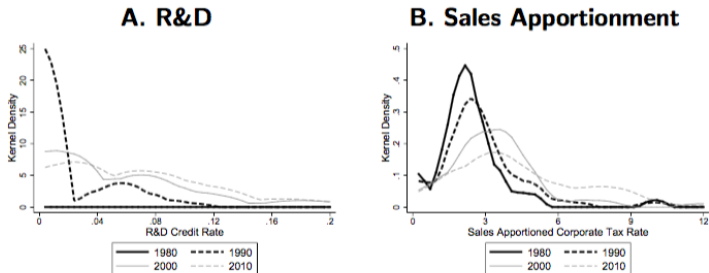 A. R&D
Kernel Density
0 5 10 15 20 25
0 .04 .08 .12 .16 .2
R&D Credit Rate
1980 1990
2000 2010
B. Sales Apportionment
Kernel Density
0 .1 .2 .3 .4 .5
0 3 6 9 12
Sales Apportioned Corporate Tax Rate
1980 1990
2000 2010